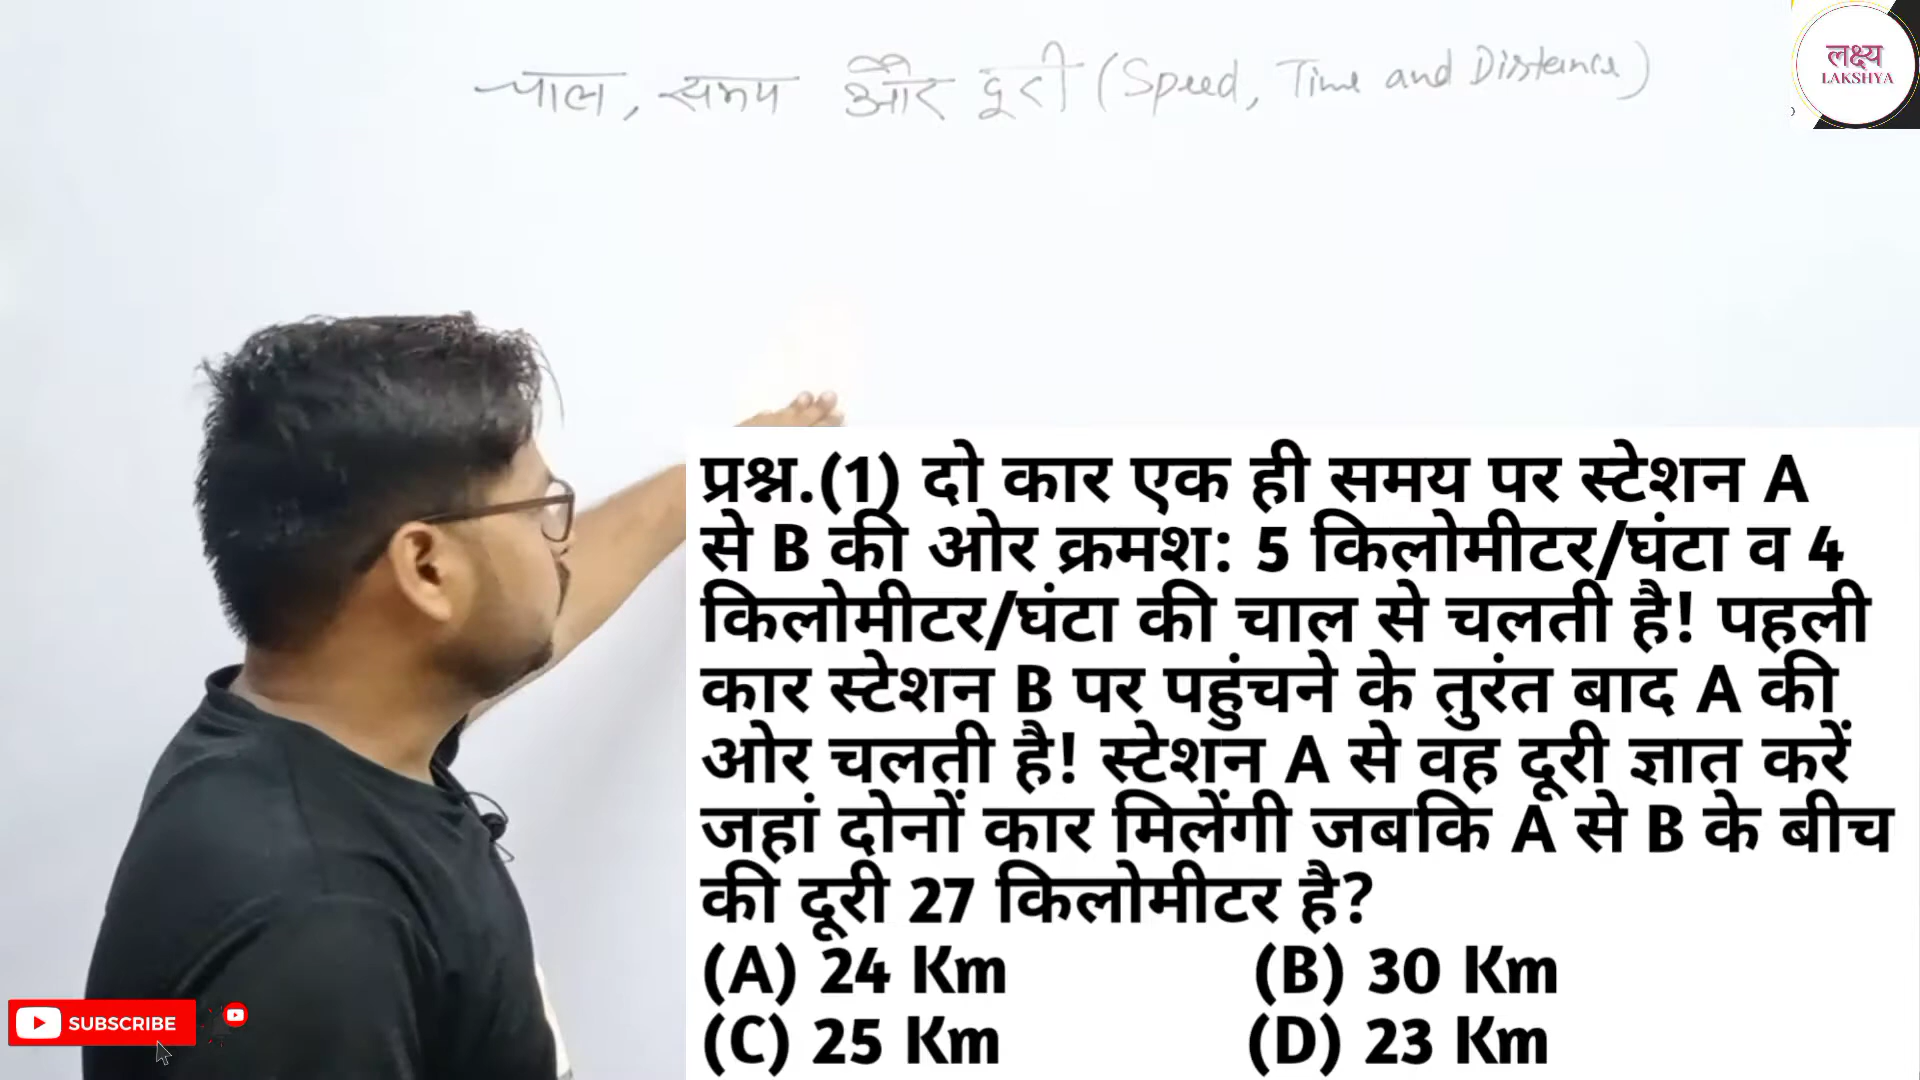 चाल, समय और दूरी (Speed, Time and Distance)
लक्ष्य
LAKSHYA
प्रश्न.(1) दो कार एक ही समय पर स्टेशन A
से B की ओर क्रमश: 5 किलोमीटर/घंटा व 4
किलोमीटर/घंटा की चाल से चलती है! पहली
कार स्टेशन B पर पहुंचने के तुरंत बाद A की
ओर चलती है! स्टेशन A से वह दूरी ज्ञात करें
जहां दोनों कार मिलेंगी जबकि A से B के बीच
की दूरी 27 किलोमीटर है?
(A) 24 Km (B) 30 Km
(C) 25 Km (D) 23 Km
SUBSCRIBE